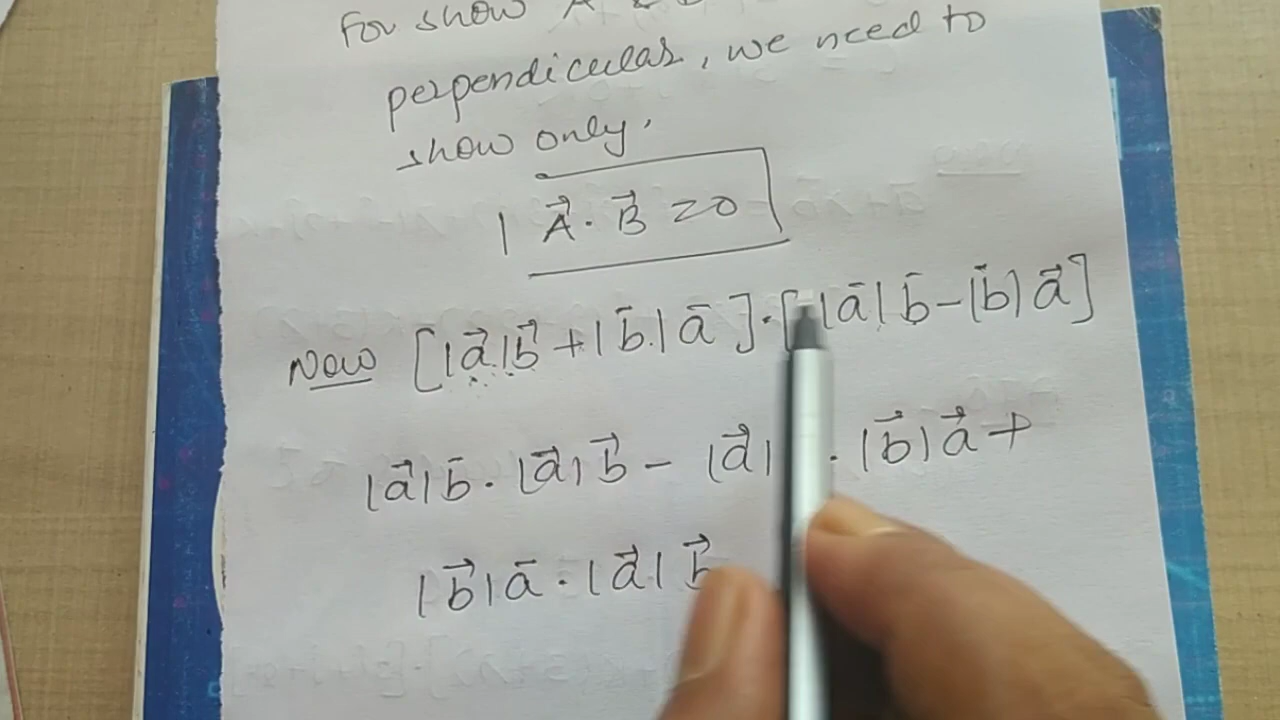 For show
perpendicular, we need to
show only.
| A⃗ · B⃗ = 0
Now [|a⃗|b⃗ + |b̄|ā] · [|ā|b̄ - |b̄|a⃗]
|a⃗|b̄ · |a⃗|b⃗ - |a⃗| · |b⃗|a⃗ +
|b⃗|ā · |a⃗|b⃗